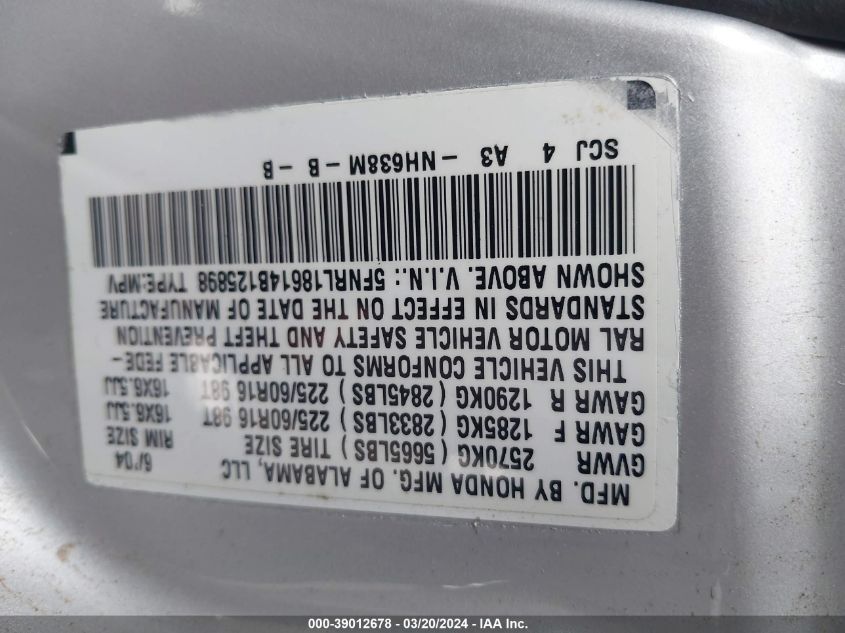 MFD. BY HONDA MFG. OF ALABAMA, LLC 6/'04
GVWR 2570KG ( 5665LBS ) TIRE SIZE RIM SIZE
GAWR F 1285KG ( 2833LBS ) 225/60R16 98T 16X6.5JJ
GAWR R 1290KG ( 2845LBS ) 225/60R16 98T 16X6.5JJ
THIS VEHICLE CONFORMS TO ALL APPLICABLE FEDE-
RAL MOTOR VEHICLE SAFETY AND THEFT PREVENTION
STANDARDS IN EFFECT ON THE DATE OF MANUFACTURE
SHOWN ABOVE. V.I.N.: 5FNRL18614B125898 TYPE:MPV
SCJ 4 A3 - NH638M - B - B
000-39012678 / 03/20/2024 - IAA Inc.